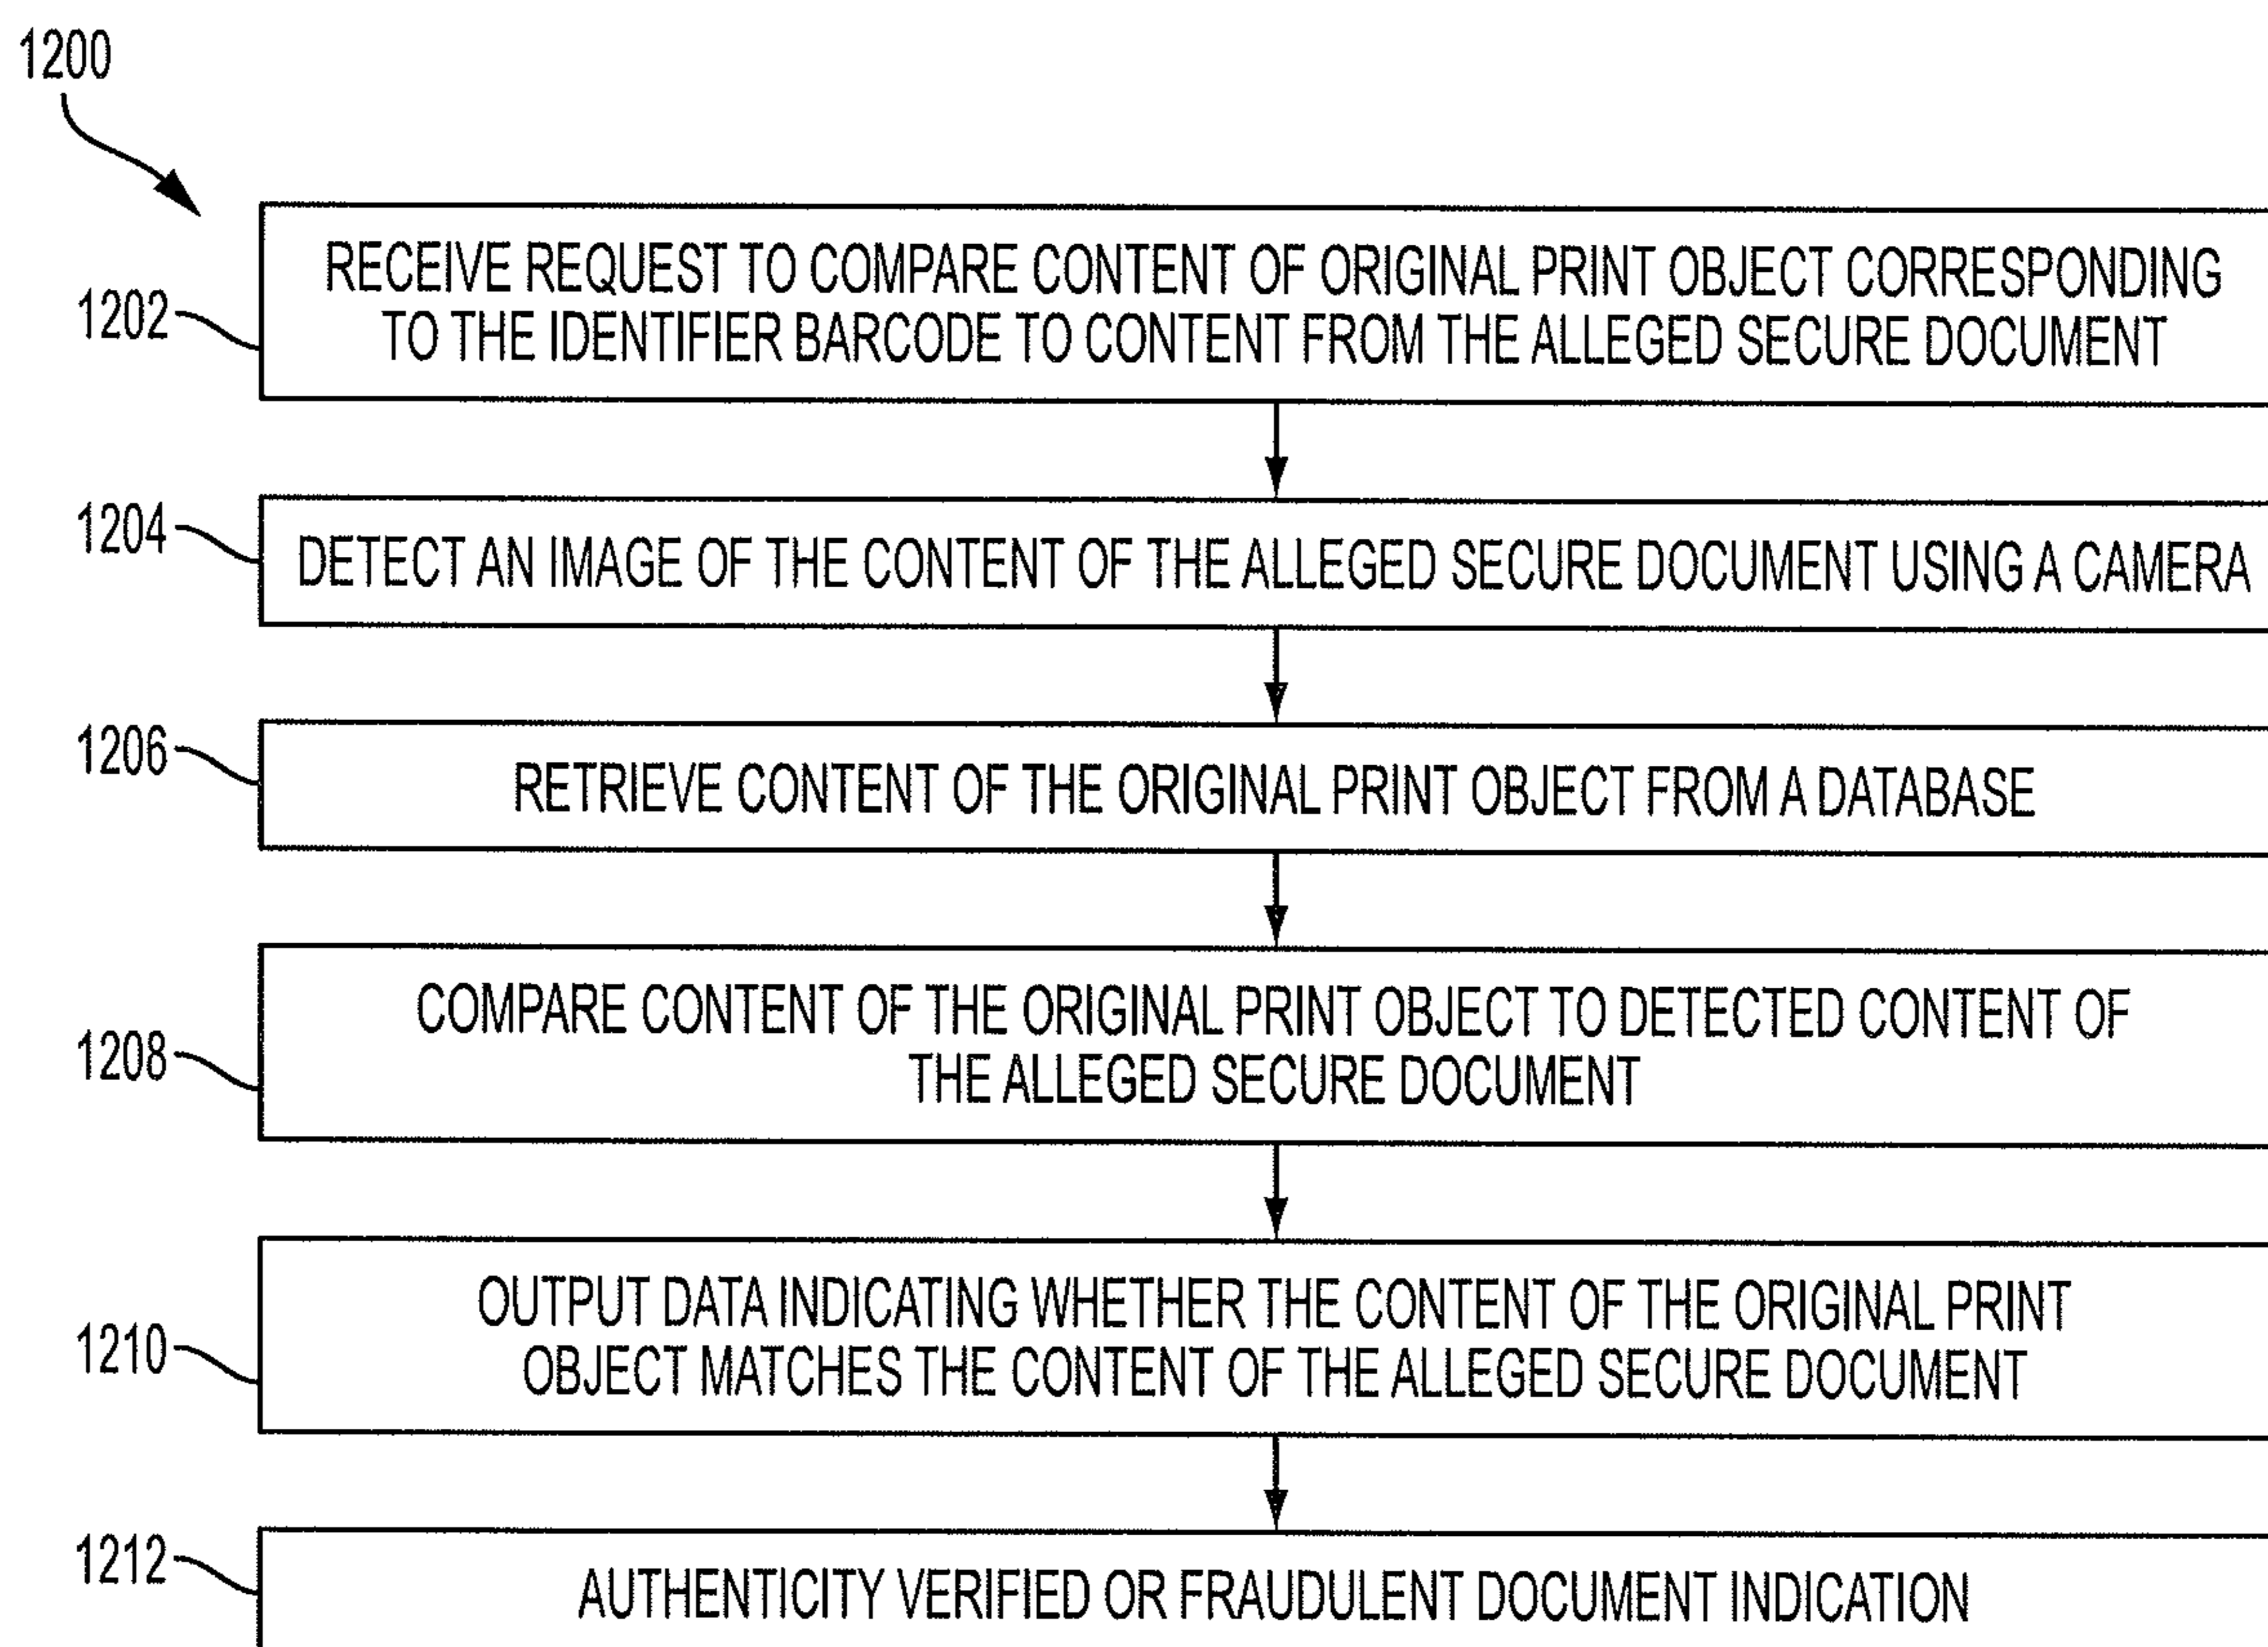 1200
1202
RECEIVE REQUEST TO COMPARE CONTENT OF ORIGINAL PRINT OBJECT CORRESPONDING
TO THE IDENTIFIER BARCODE TO CONTENT FROM THE ALLEGED SECURE DOCUMENT
1204
DETECT AN IMAGE OF THE CONTENT OF THE ALLEGED SECURE DOCUMENT USING A CAMERA
1206
RETRIEVE CONTENT OF THE ORIGINAL PRINT OBJECT FROM A DATABASE
1208
COMPARE CONTENT OF THE ORIGINAL PRINT OBJECT TO DETECTED CONTENT OF
THE ALLEGED SECURE DOCUMENT
1210
OUTPUT DATA INDICATING WHETHER THE CONTENT OF THE ORIGINAL PRINT
OBJECT MATCHES THE CONTENT OF THE ALLEGED SECURE DOCUMENT
1212
AUTHENTICITY VERIFIED OR FRAUDULENT DOCUMENT INDICATION